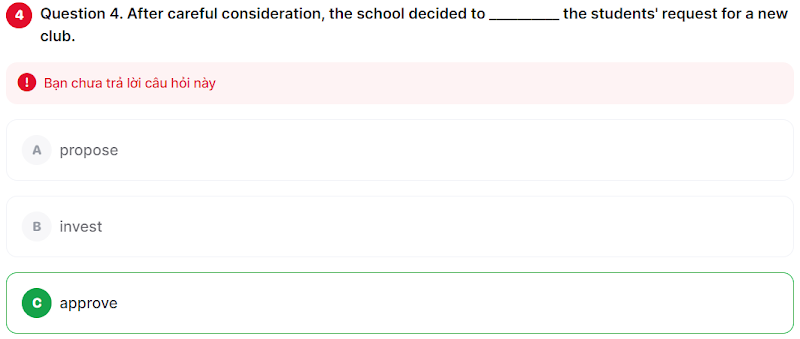 4 Question 4. After careful consideration, the school decided to __________ the students' request for a new
club.
! Bạn chưa trả lời câu hỏi này
A propose
B invest
C approve